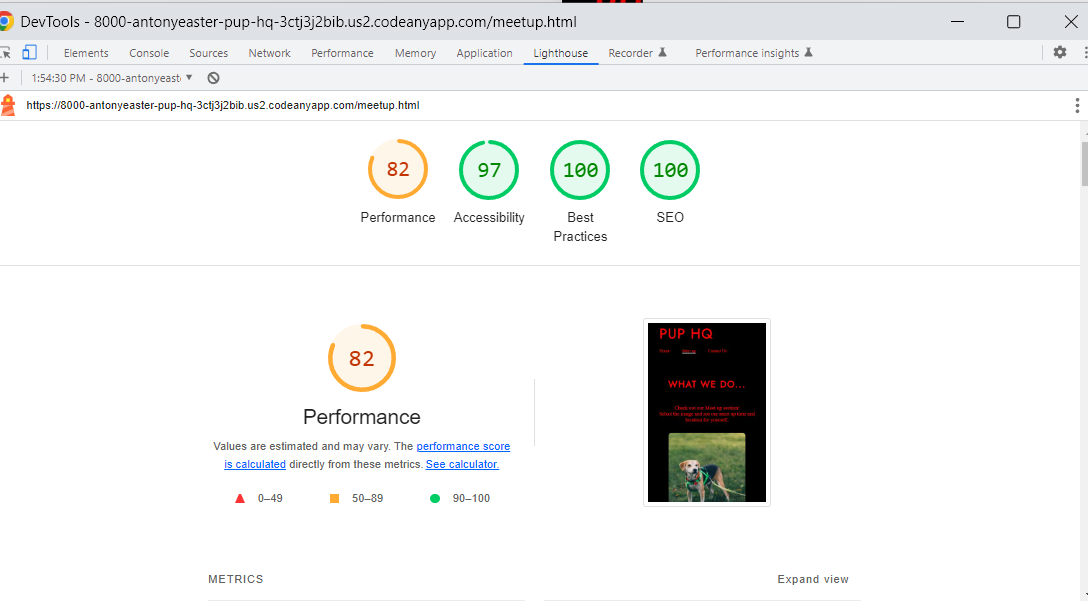 DevTools - 8000-antonyeaster-pup-hq-3ctj3j2bib.us2.codeanyapp.com/meetup.html
Elements Console Sources Network Performance Memory Application Lighthouse Recorder Performance insights
1:54:30 PM - 8000-antonyeast
https://8000-antonyeaster-pup-hq-3ctj3j2bib.us2.codeanyapp.com/meetup.html
82 97 100 100
Performance Accessibility Best Practices SEO
82
Performance
Values are estimated and may vary. The performance score
is calculated directly from these metrics. See calculator.
0–49 50–89 90–100
PUP HQ
WHAT WE DO...
METRICS Expand view